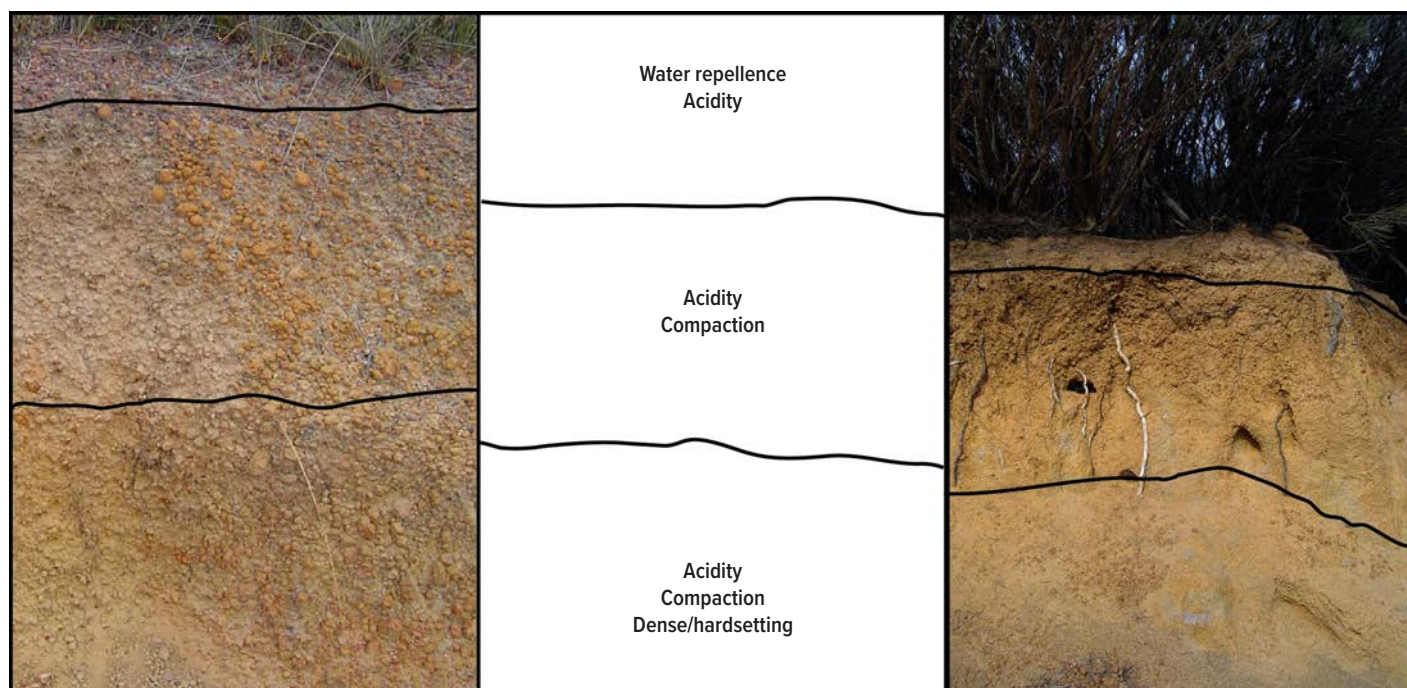 Water repellence
Acidity
Acidity
Compaction
Acidity
Compaction
Dense/hardsetting